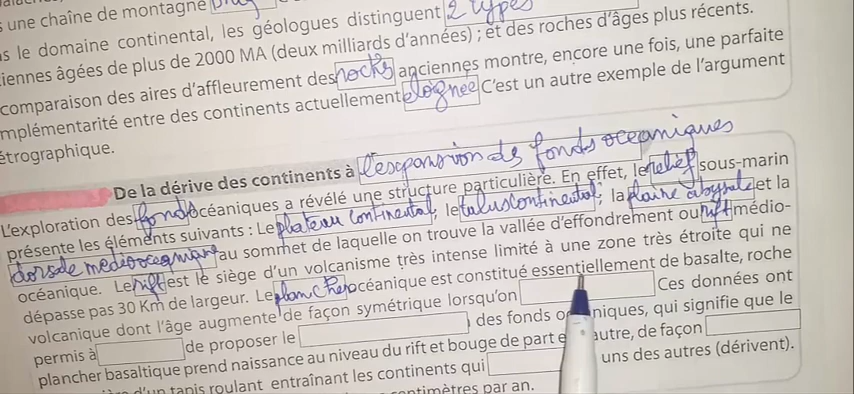 s une chaîne de montagne
s le domaine continental, les géologues distinguent 2 types
iennes âgées de plus de 2000 MA (deux milliards d'années) ; et des roches d'âges plus récents.
comparaison des aires d'affleurement des rochs anciennes montre, encore une fois, une parfaite
mplémentarité entre des continents actuellement elognée C'est un autre exemple de l'argument
étrographique.
De la dérive des continents à l'expansion des fonds oceaniques
L'exploration des fonds océaniques a révélé une structure particulière. En effet, le relief sous-marin
présente les éléments suivants : Le plateau continental, le talus continental; la plaine abyssale et la
dorsale medioceanique au sommet de laquelle on trouve la vallée d'effondrement ou rift médio-
océanique. Le rift est le siège d'un volcanisme très intense limité à une zone très étroite qui ne
dépasse pas 30 Km de largeur. Le plancher océanique est constitué essentiellement de basalte, roche
volcanique dont l'âge augmente de façon symétrique lorsqu'on Ces données ont
permis à de proposer le des fonds niques, qui signifie que le
plancher basaltique prend naissance au niveau du rift et bouge de part e autre, de façon
d'un tapis roulant entraînant les continents qui uns des autres (dérivent).
ntimètres par an.